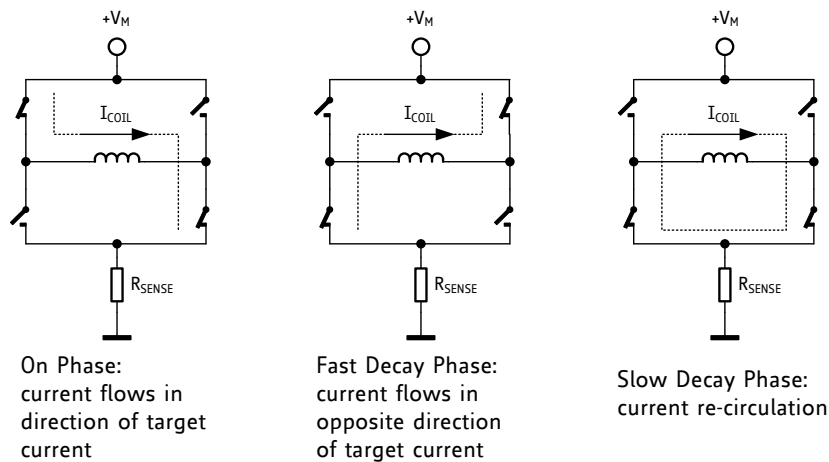 +VM
ICOIL
RSENSE
On Phase:
current flows in
direction of target
current
+VM
ICOIL
RSENSE
Fast Decay Phase:
current flows in
opposite direction
of target current
+VM
ICOIL
RSENSE
Slow Decay Phase:
current re-circulation